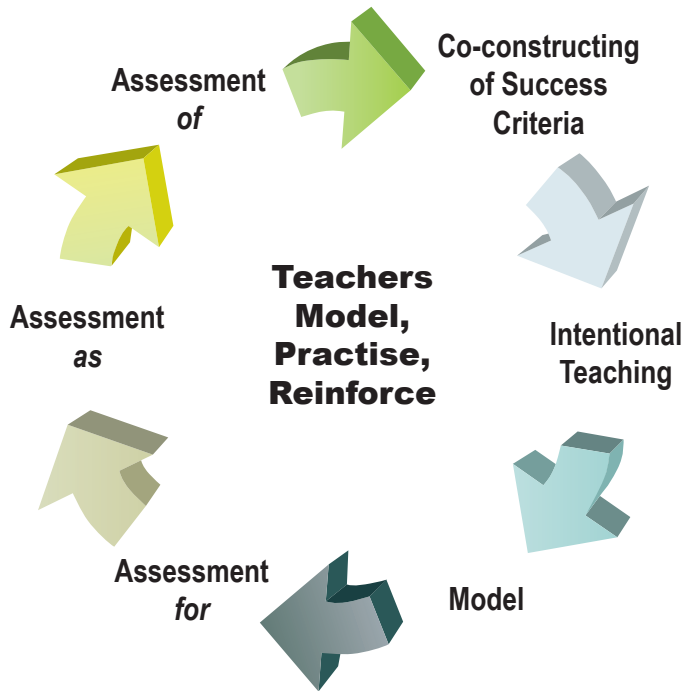 Co-constructing
of Success
Criteria
Intentional
Teaching
Model
Assessment
for
Assessment
as
Assessment
of
Teachers
Model,
Practise,
Reinforce